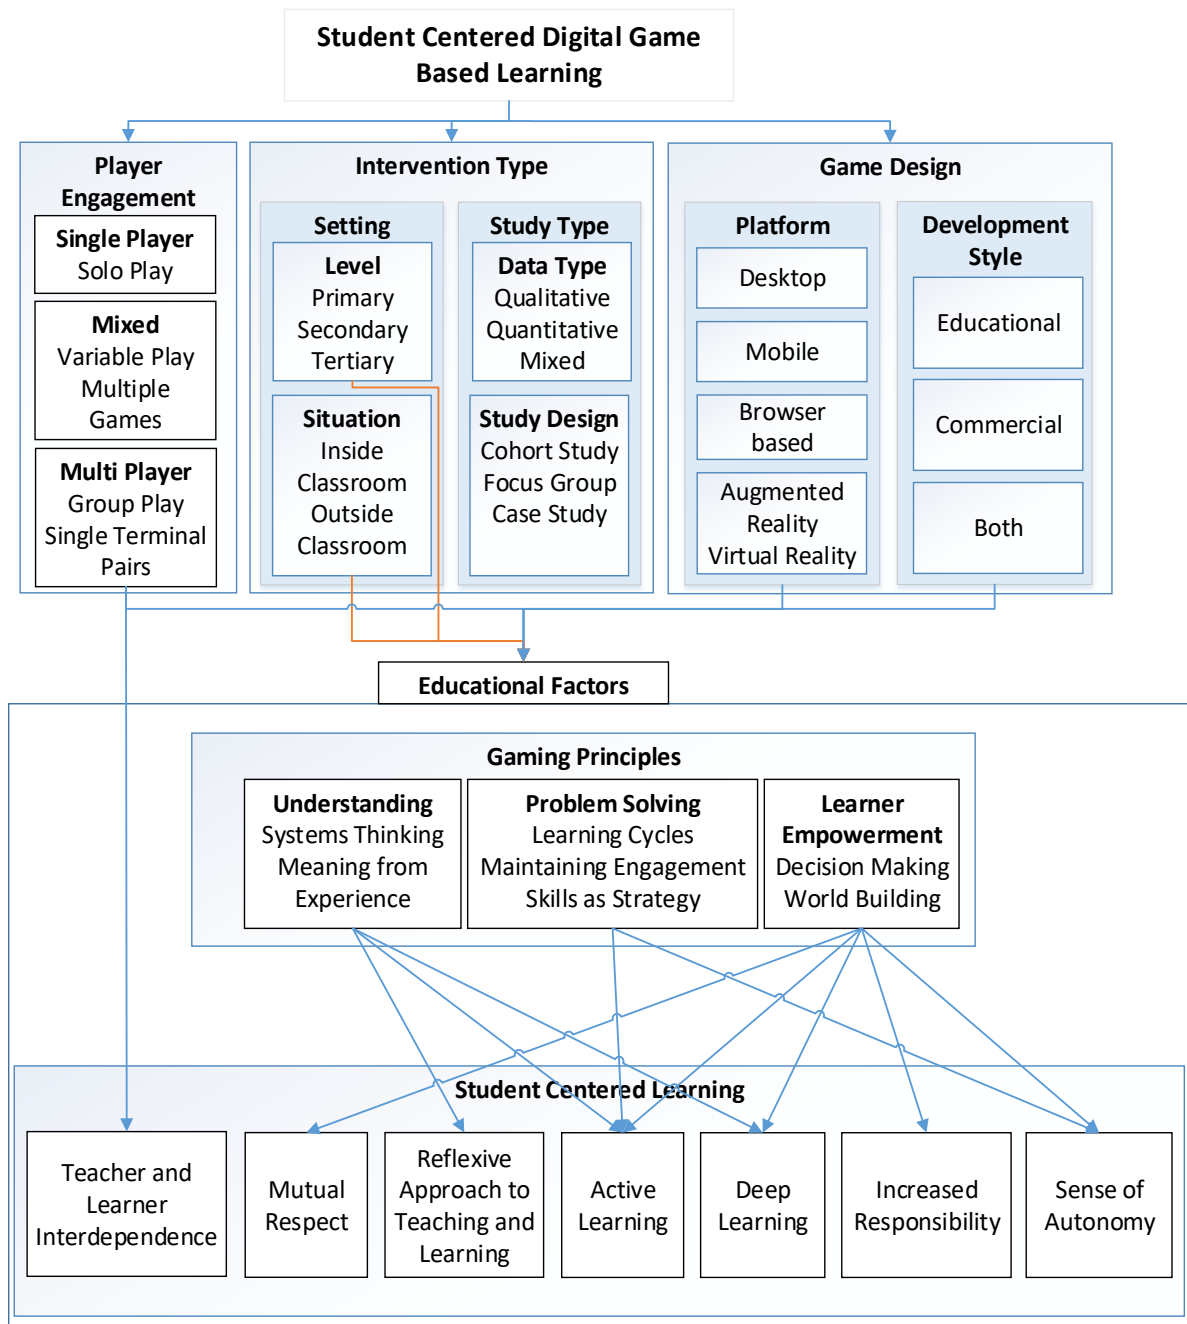 Student Centered Digital Game
Based Learning
Player
Engagement
Single Player
Solo Play
Mixed
Variable Play
Multiple
Games
Multi Player
Group Play
Single Terminal
Pairs
Intervention Type
Setting
Level
Primary
Secondary
Tertiary
Situation
Inside
Classroom
Outside
Classroom
Study Type
Data Type
Qualitative
Quantitative
Mixed
Study Design
Cohort Study
Focus Group
Case Study
Game Design
Platform
Desktop
Mobile
Browser
based
Augmented
Reality
Virtual Reality
Development
Style
Educational
Commercial
Both
Educational Factors
Gaming Principles
Understanding
Systems Thinking
Meaning from
Experience
Problem Solving
Learning Cycles
Maintaining Engagement
Skills as Strategy
Learner
Empowerment
Decision Making
World Building
Student Centered Learning
Teacher and
Learner
Interdependence
Mutual
Respect
Reflexive
Approach to
Teaching and
Learning
Active
Learning
Deep
Learning
Increased
Responsibility
Sense of
Autonomy